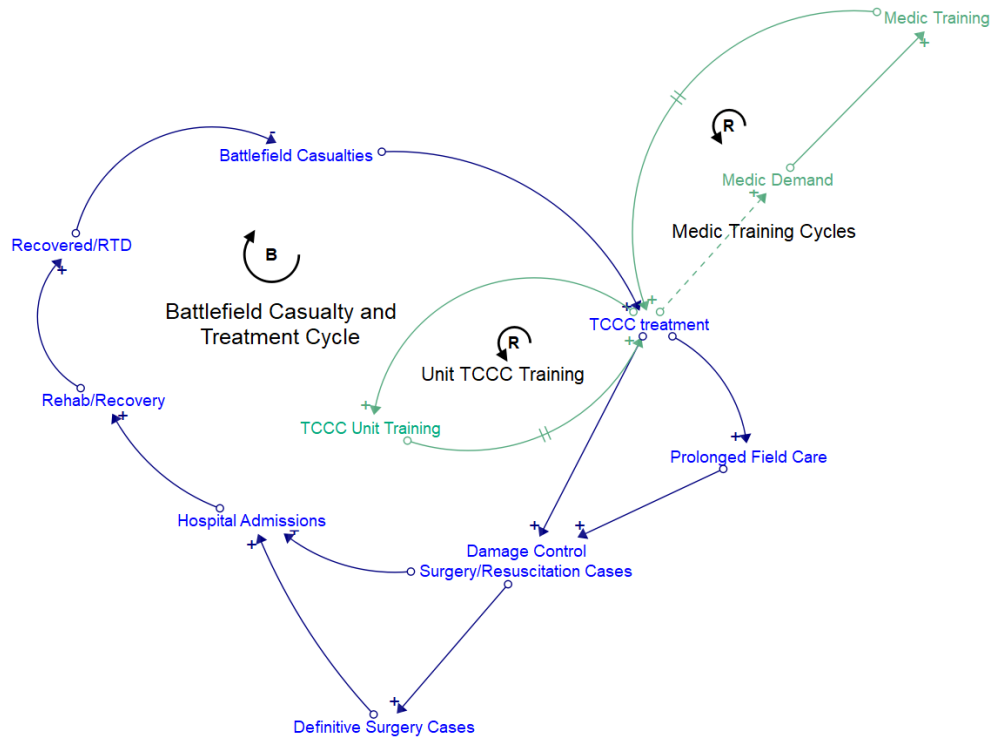 Medic Training
+
R
-
Battlefield Casualties
Medic Demand
+
Medic Training Cycles
Recovered/RTD
+
B
Battlefield Casualty and
Treatment Cycle
+
+
TCCC treatment
+
R
Unit TCCC Training
Rehab/Recovery
+
+
TCCC Unit Training
+
Prolonged Field Care
Hospital Admissions
+
+
+
+
Damage Control
Surgery/Resuscitation Cases
+
Definitive Surgery Cases